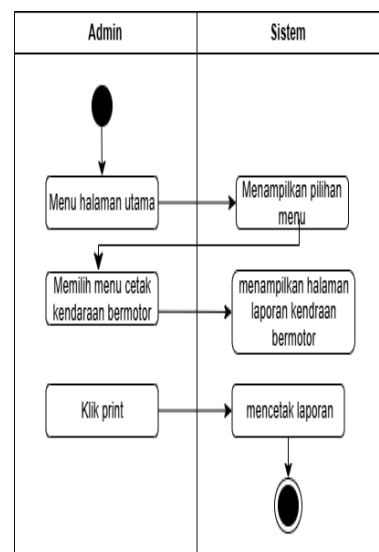 Admin
Sistem
Menu halaman utama
Menampilkan pilihan
menu
Memilih menu cetak
kendaraan bermotor
menampilkan halaman
laporan kendraan
bermotor
Klik print
mencetak laporan